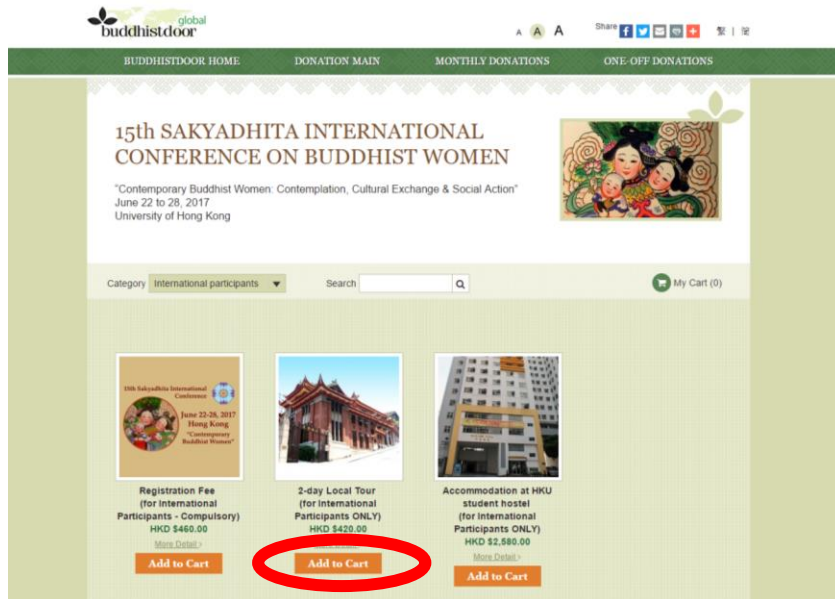 global
buddhistdoor
A A A
Share
繁 | 简
BUDDHISTDOOR HOME DONATION MAIN MONTHLY DONATIONS ONE-OFF DONATIONS
15th SAKYADHITA INTERNATIONAL
CONFERENCE ON BUDDHIST WOMEN
"Contemporary Buddhist Women: Contemplation, Cultural Exchange & Social Action"
June 22 to 28, 2017
University of Hong Kong
Category International participants Search My Cart (0)
15th Sakyadhita International
Conference
June 22-28, 2017
Hong Kong
"Contemporary
Buddhist Women"
Registration Fee
(for International
Participants - Compulsory)
HKD $460.00
More Detail >
Add to Cart
2-day Local Tour
(for International
Participants ONLY)
HKD $420.00
Add to Cart
Accommodation at HKU
student hostel
(for International
Participants ONLY)
HKD $2,580.00
More Detail >
Add to Cart